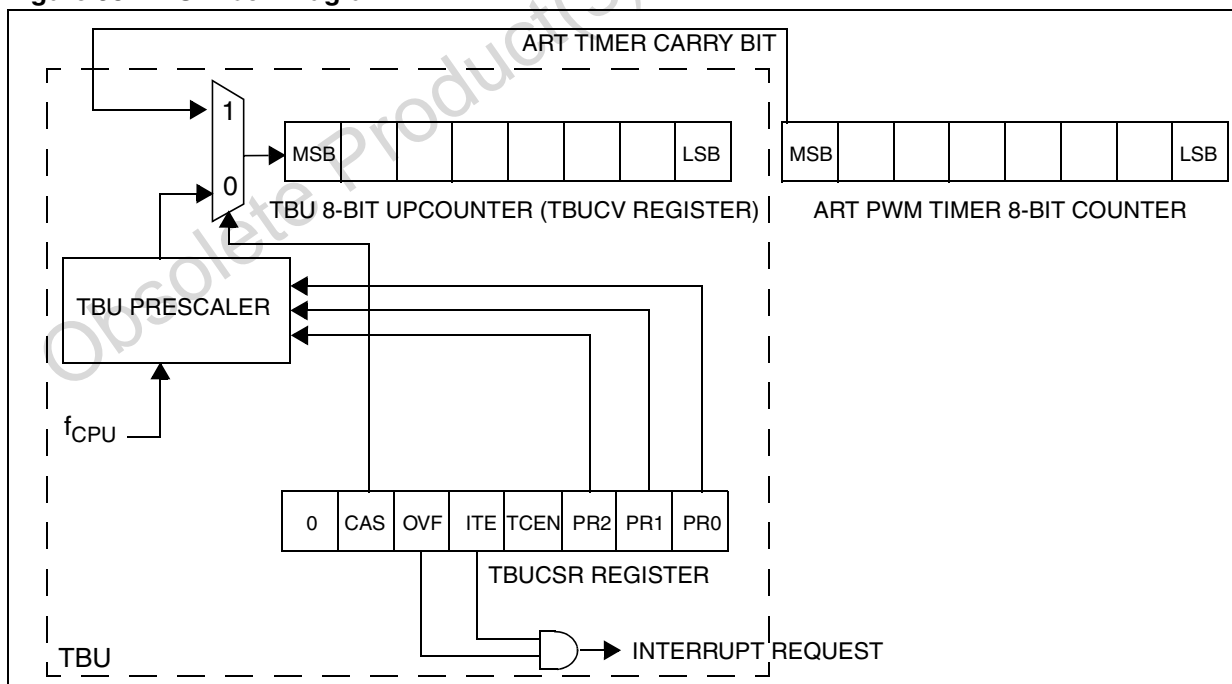 ART TIMER CARRY BIT
1
MSB LSB MSB LSB
0
TBU 8-BIT UPCOUNTER (TBUCV REGISTER) ART PWM TIMER 8-BIT COUNTER
TBU PRESCALER
fCPU
0 CAS OVF ITE TCEN PR2 PR1 PR0
TBUCSR REGISTER
INTERRUPT REQUEST
TBU
Obsolete Product(s)